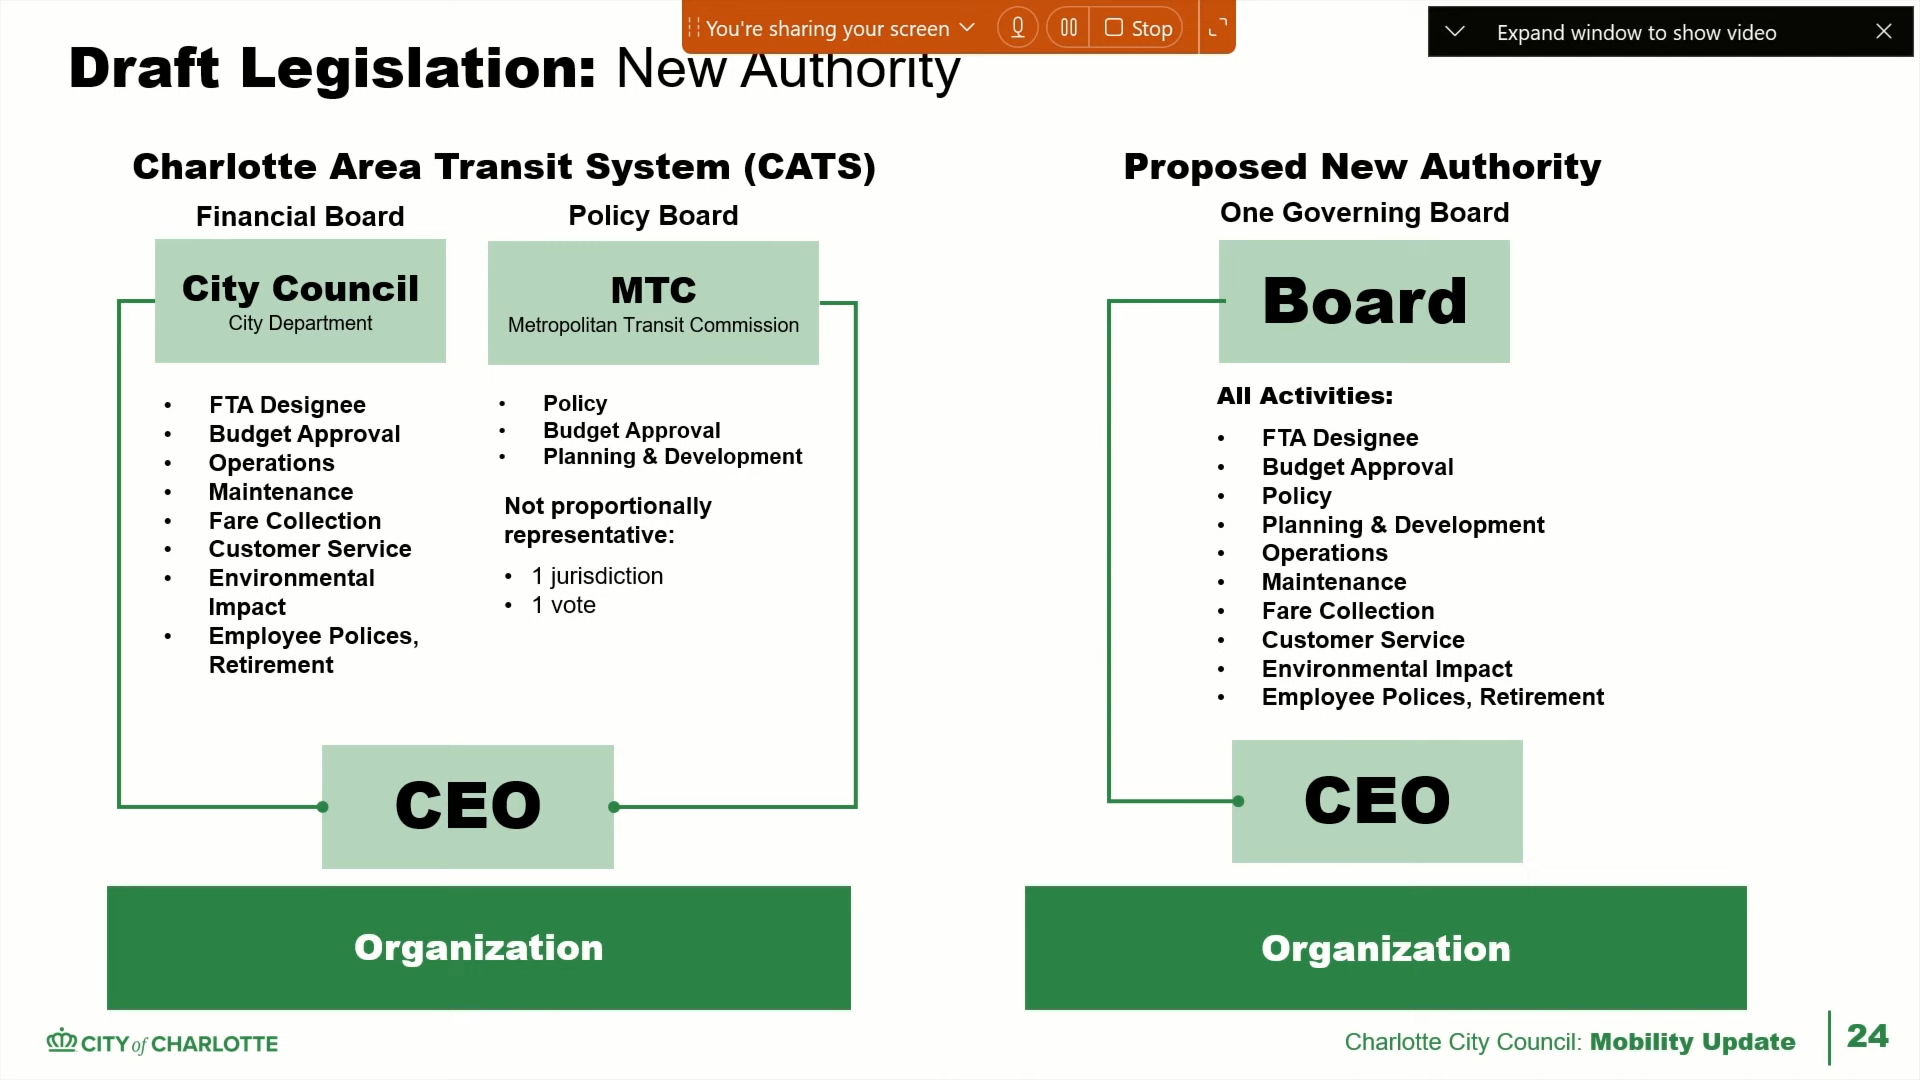 You're sharing your screen
Stop
Expand window to show video
Draft Legislation: New Authority
Charlotte Area Transit System (CATS)
Financial Board
Policy Board
City Council
City Department
MTC
Metropolitan Transit Commission
• FTA Designee
• Budget Approval
• Operations
• Maintenance
• Fare Collection
• Customer Service
• Environmental
Impact
• Employee Polices,
Retirement
• Policy
• Budget Approval
• Planning & Development
Not proportionally
representative:
• 1 jurisdiction
• 1 vote
CEO
Organization
Proposed New Authority
One Governing Board
Board
All Activities:
• FTA Designee
• Budget Approval
• Policy
• Planning & Development
• Operations
• Maintenance
• Fare Collection
• Customer Service
• Environmental Impact
• Employee Polices, Retirement
CEO
Organization
CITY of CHARLOTTE
Charlotte City Council: Mobility Update
24